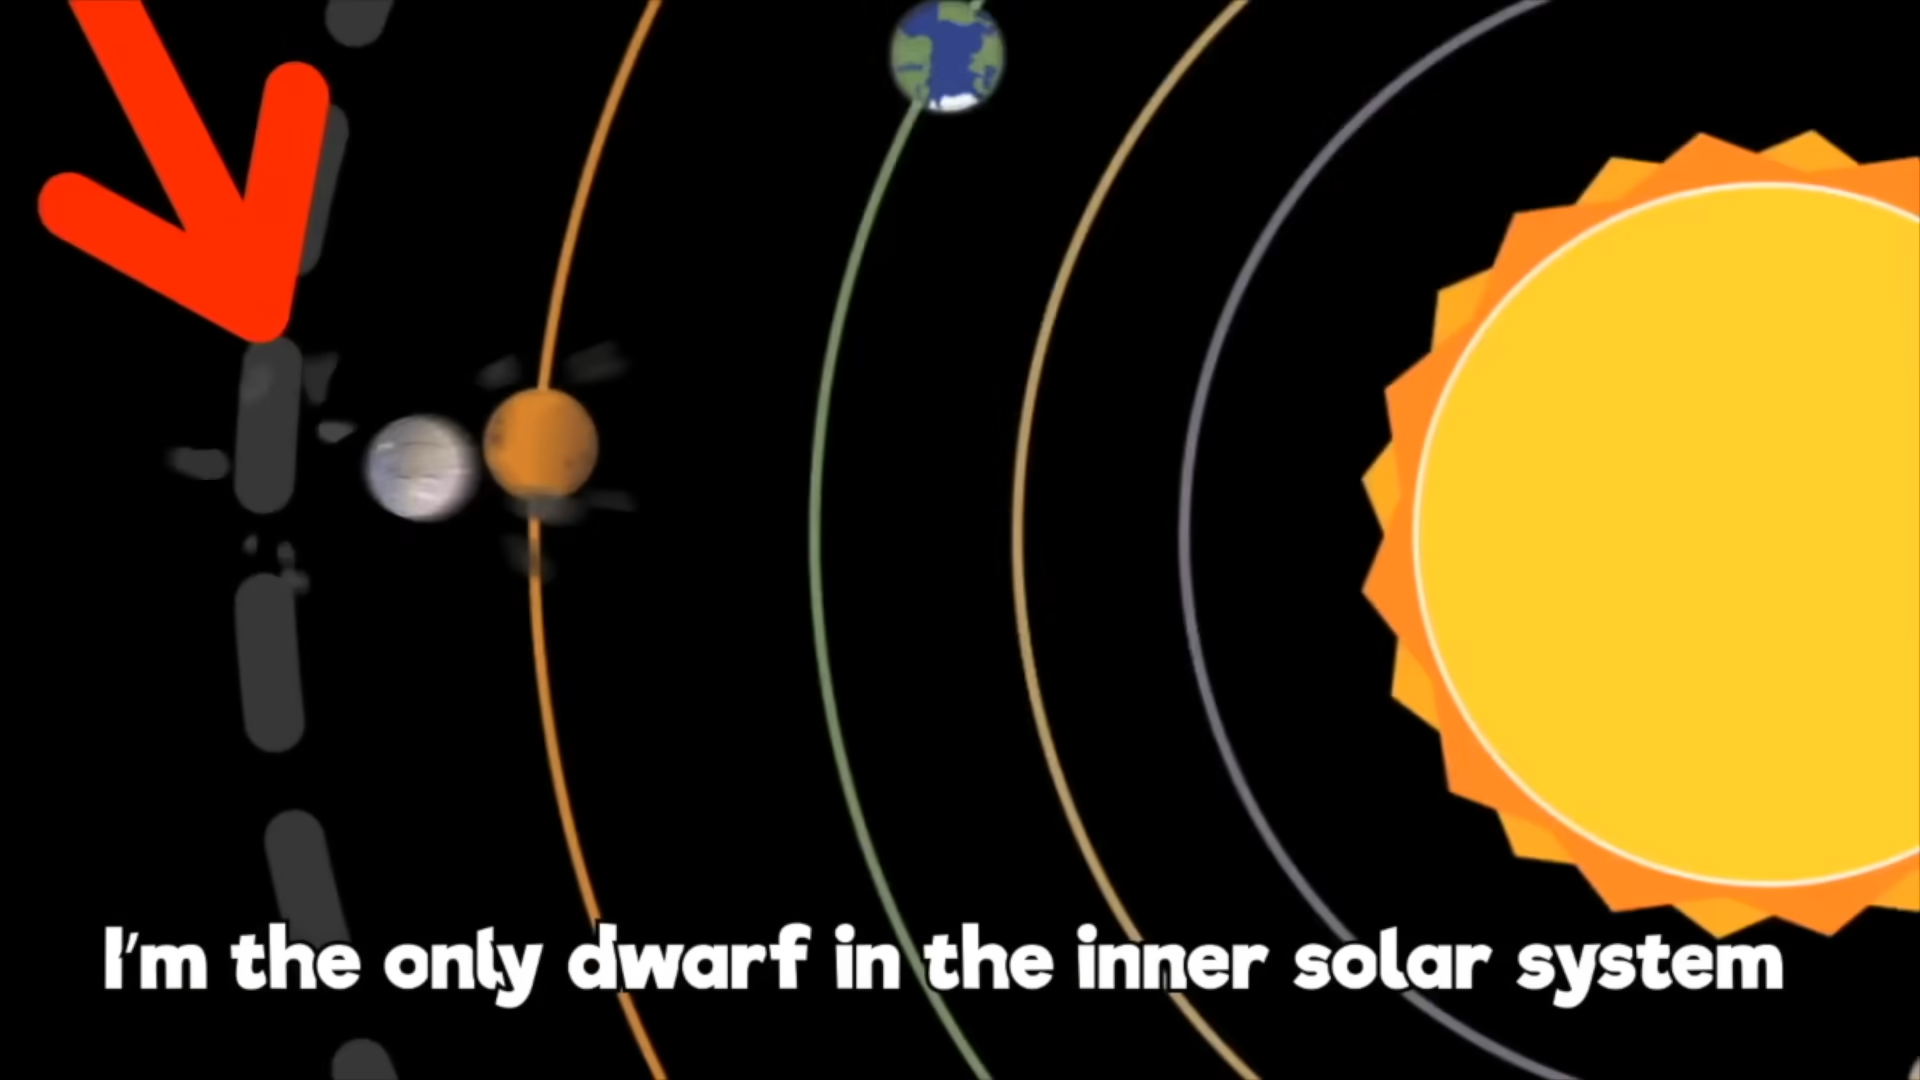 I'm the only dwarf in the inner solar system